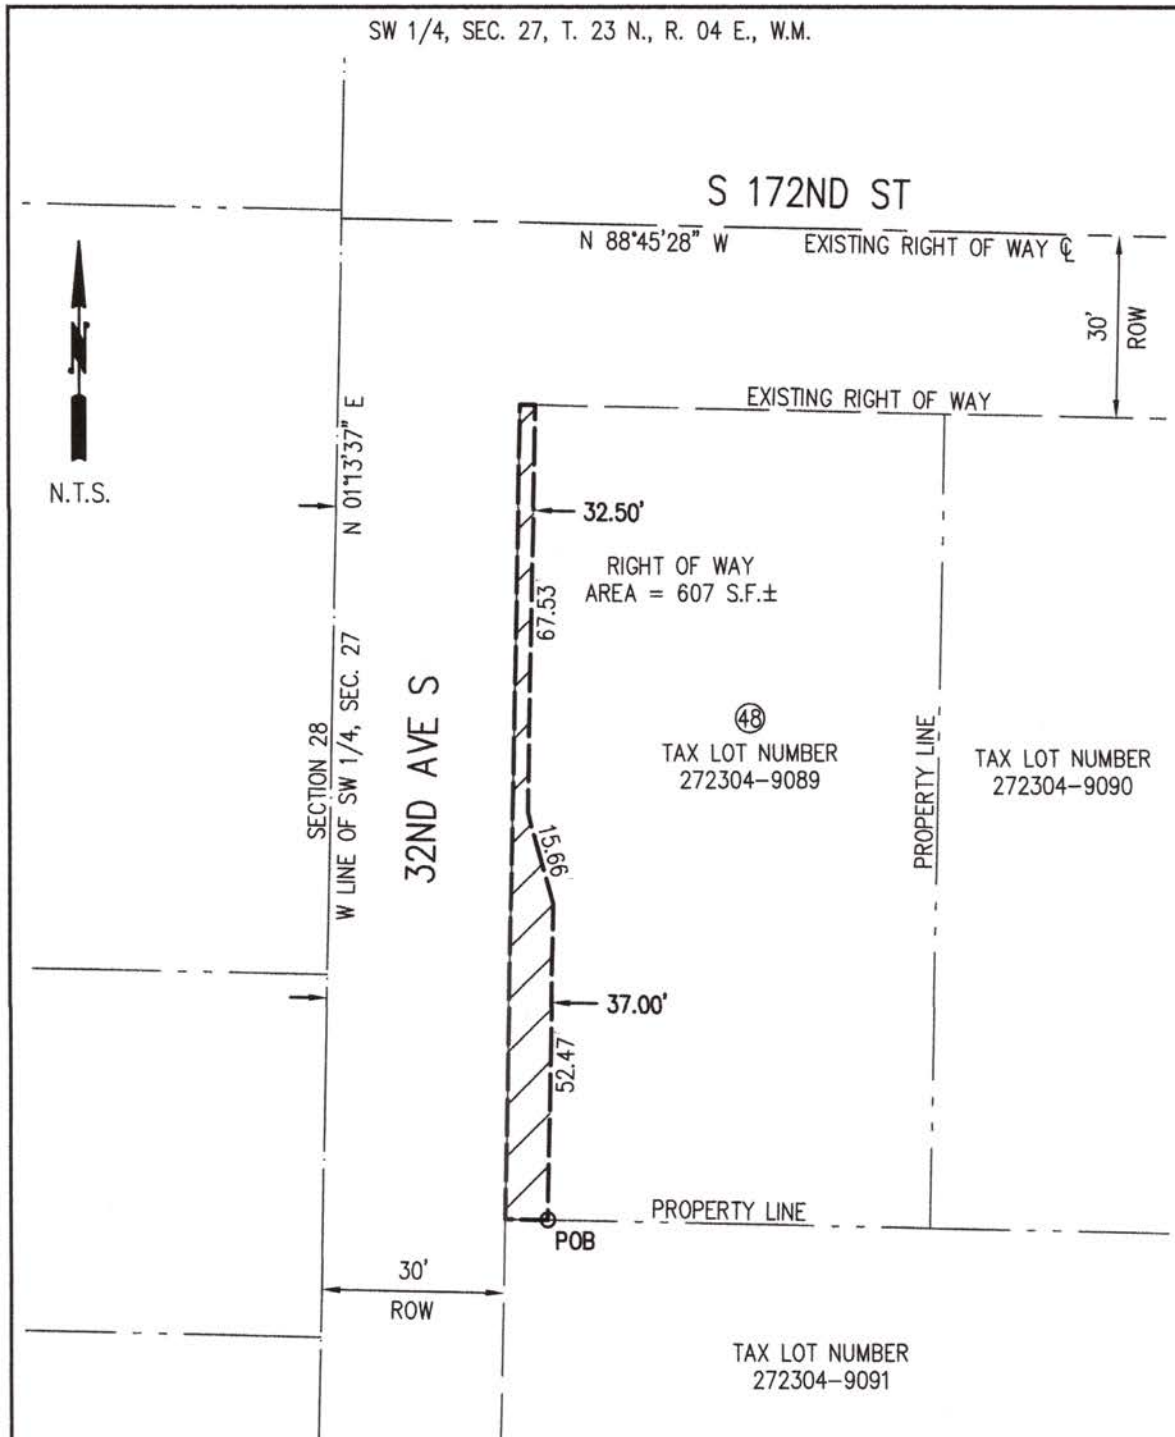 SW 1/4, SEC. 27, T. 23 N., R. 04 E., W.M.
S 172ND ST
N 88°45'28" W
EXISTING RIGHT OF WAY ℄
30'
ROW
N
N.T.S.
EXISTING RIGHT OF WAY
N 01°13'37" E
32.50'
RIGHT OF WAY
AREA = 607 S.F.±
67.53
SECTION 28
W LINE OF SW 1/4, SEC. 27
32ND AVE S
48
TAX LOT NUMBER
272304-9089
PROPERTY LINE
TAX LOT NUMBER
272304-9090
15.66
37.00'
52.47
PROPERTY LINE
POB
30'
ROW
TAX LOT NUMBER
272304-9091